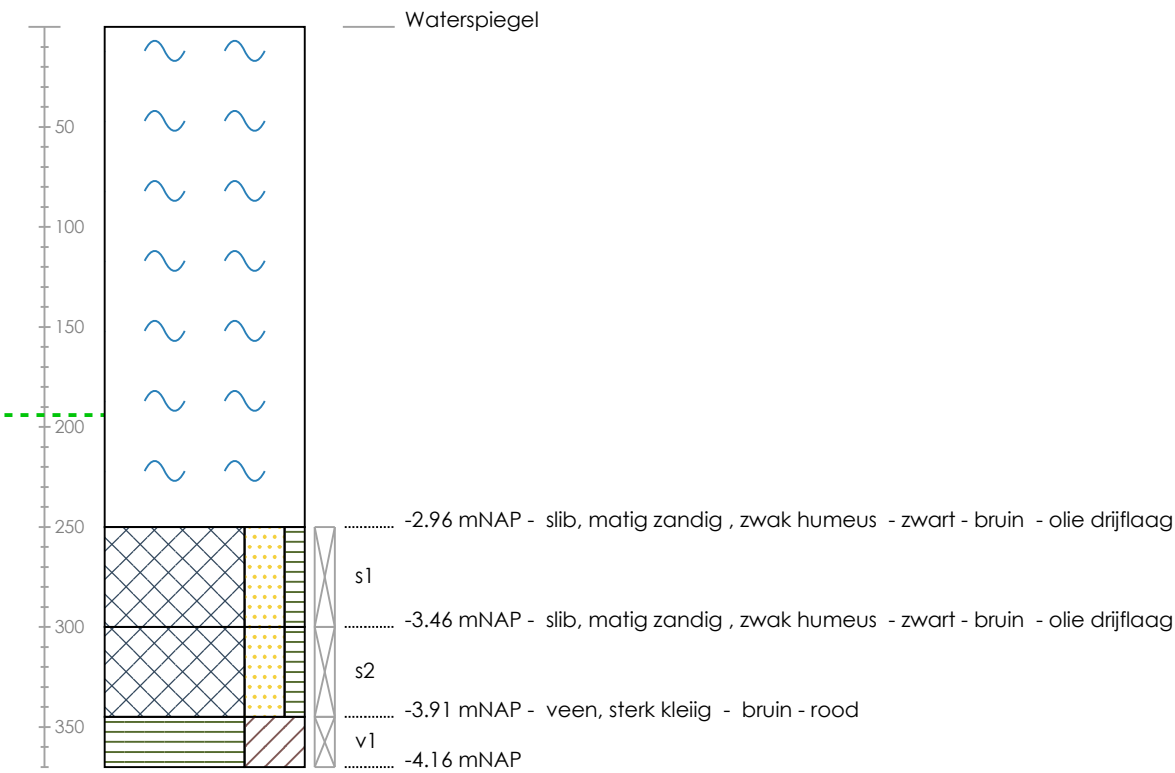 Waterspiegel
50
100
150
200
250
-2.96 mNAP - slib, matig zandig , zwak humeus - zwart - bruin - olie drijflaag
s1
300
-3.46 mNAP - slib, matig zandig , zwak humeus - zwart - bruin - olie drijflaag
s2
-3.91 mNAP - veen, sterk kleiig - bruin - rood
350
v1
-4.16 mNAP